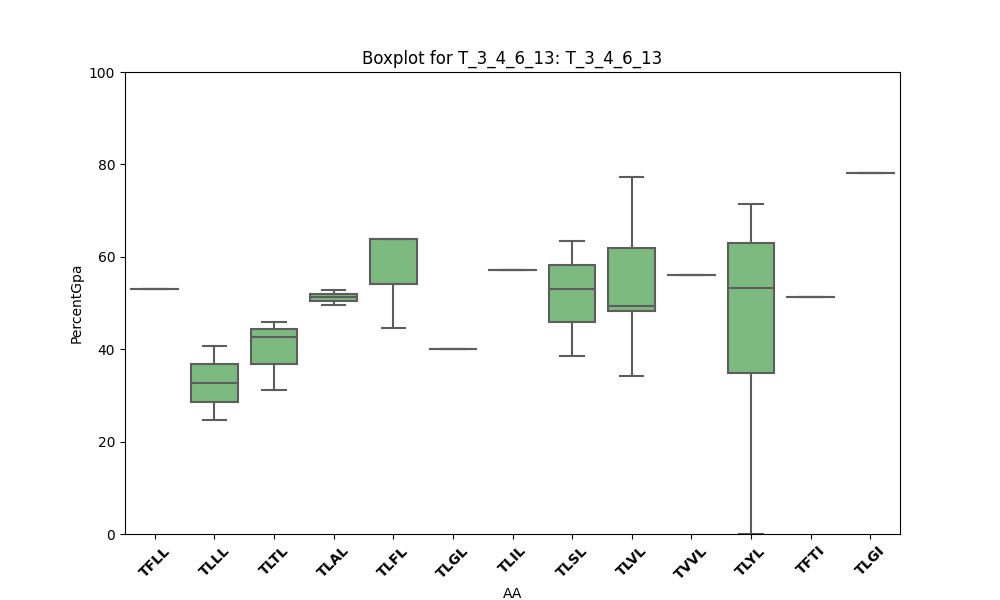 Boxplot for T_3_4_6_13: T_3_4_6_13
100
80
60
40
20
0
PercentGpa
TFLL TLLL TLTL TLAL TLFL TLGL TLIL TLSL TLVL TVVL TLYL TFTI TLGI
AA